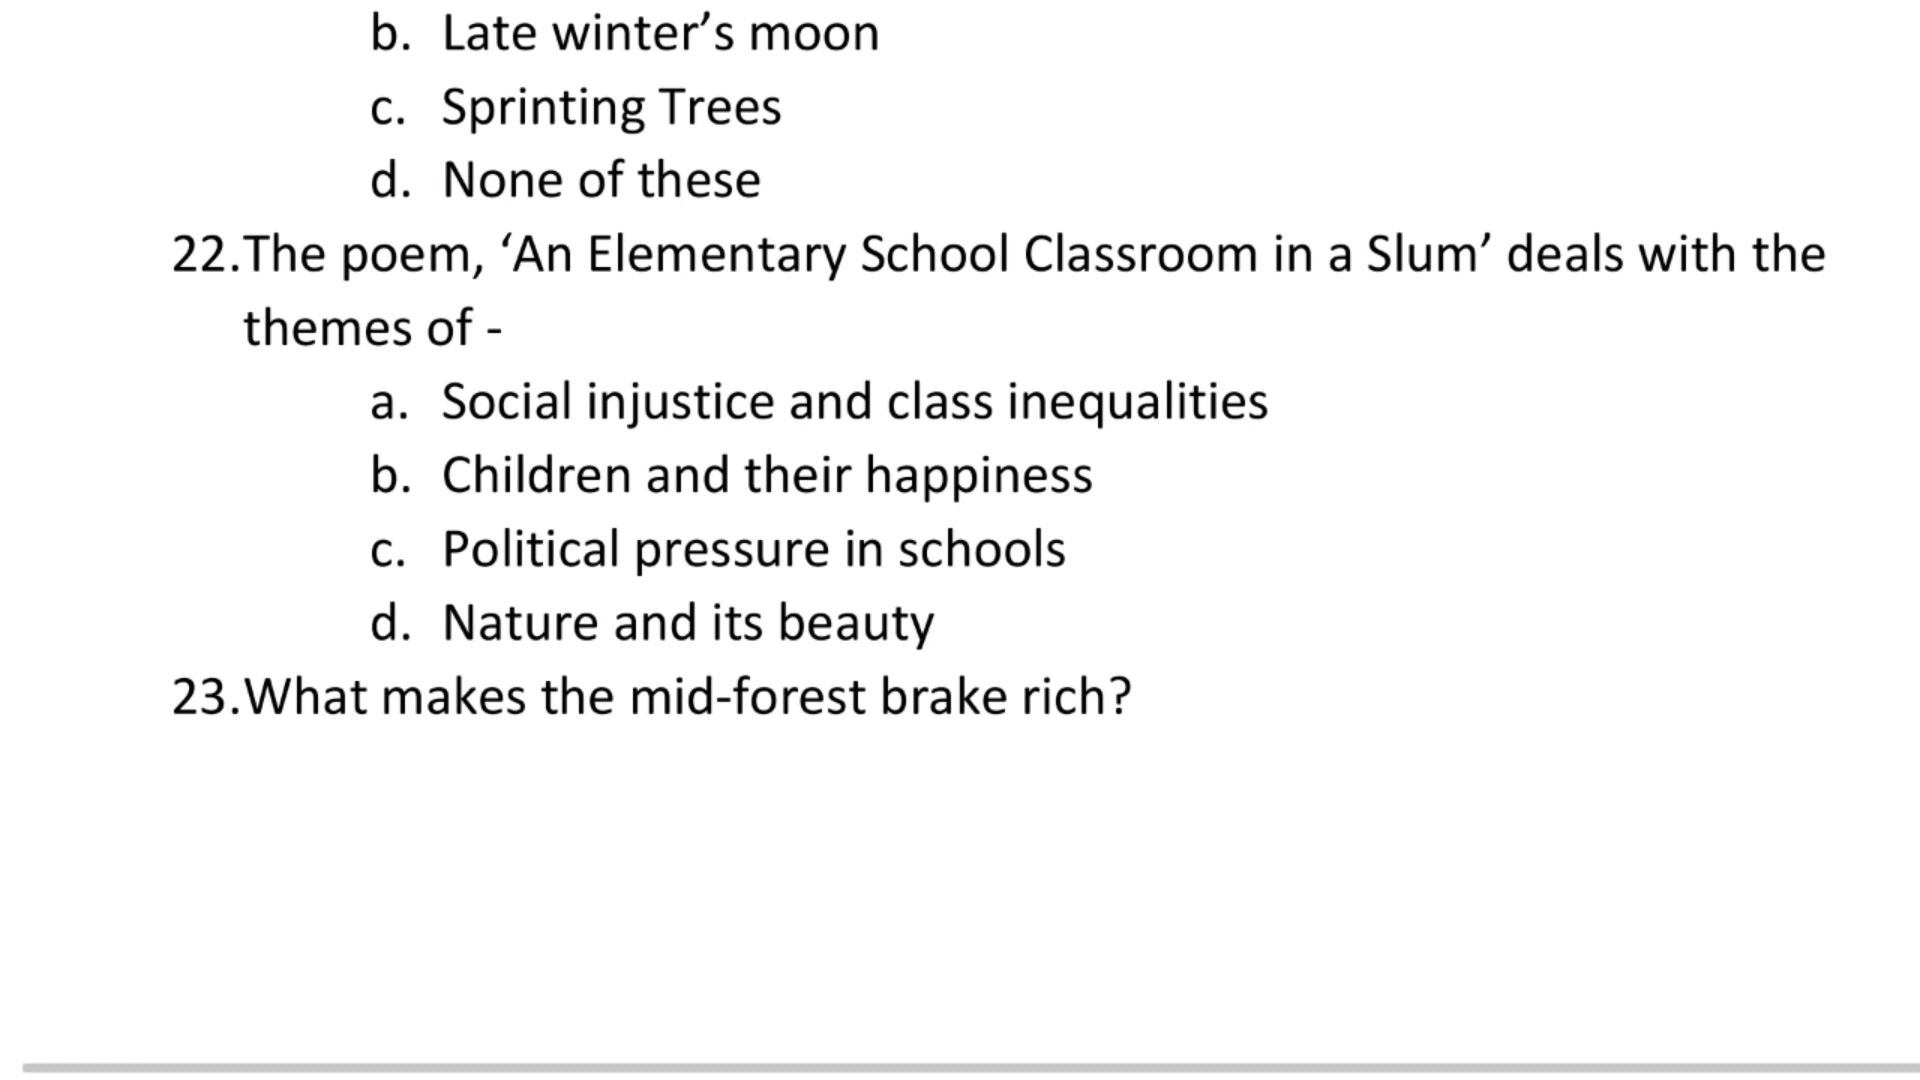 b. Late winter’s moon
c. Sprinting Trees
d. None of these
22.The poem, ‘An Elementary School Classroom in a Slum’ deals with the
themes of -
a. Social injustice and class inequalities
b. Children and their happiness
c. Political pressure in schools
d. Nature and its beauty
23.What makes the mid-forest brake rich?